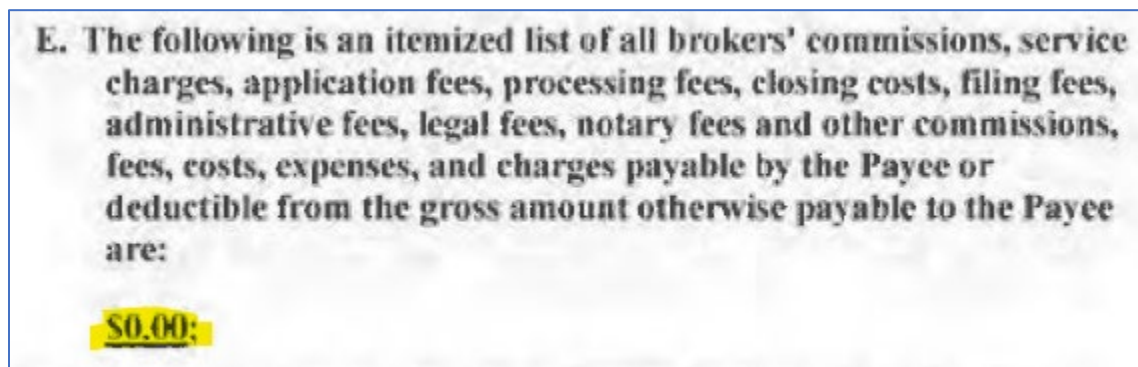 E. The following is an itemized list of all brokers' commissions, service
charges, application fees, processing fees, closing costs, filing fees,
administrative fees, legal fees, notary fees and other commissions,
fees, costs, expenses, and charges payable by the Payee or
deductible from the gross amount otherwise payable to the Payee
are:
$0.00;